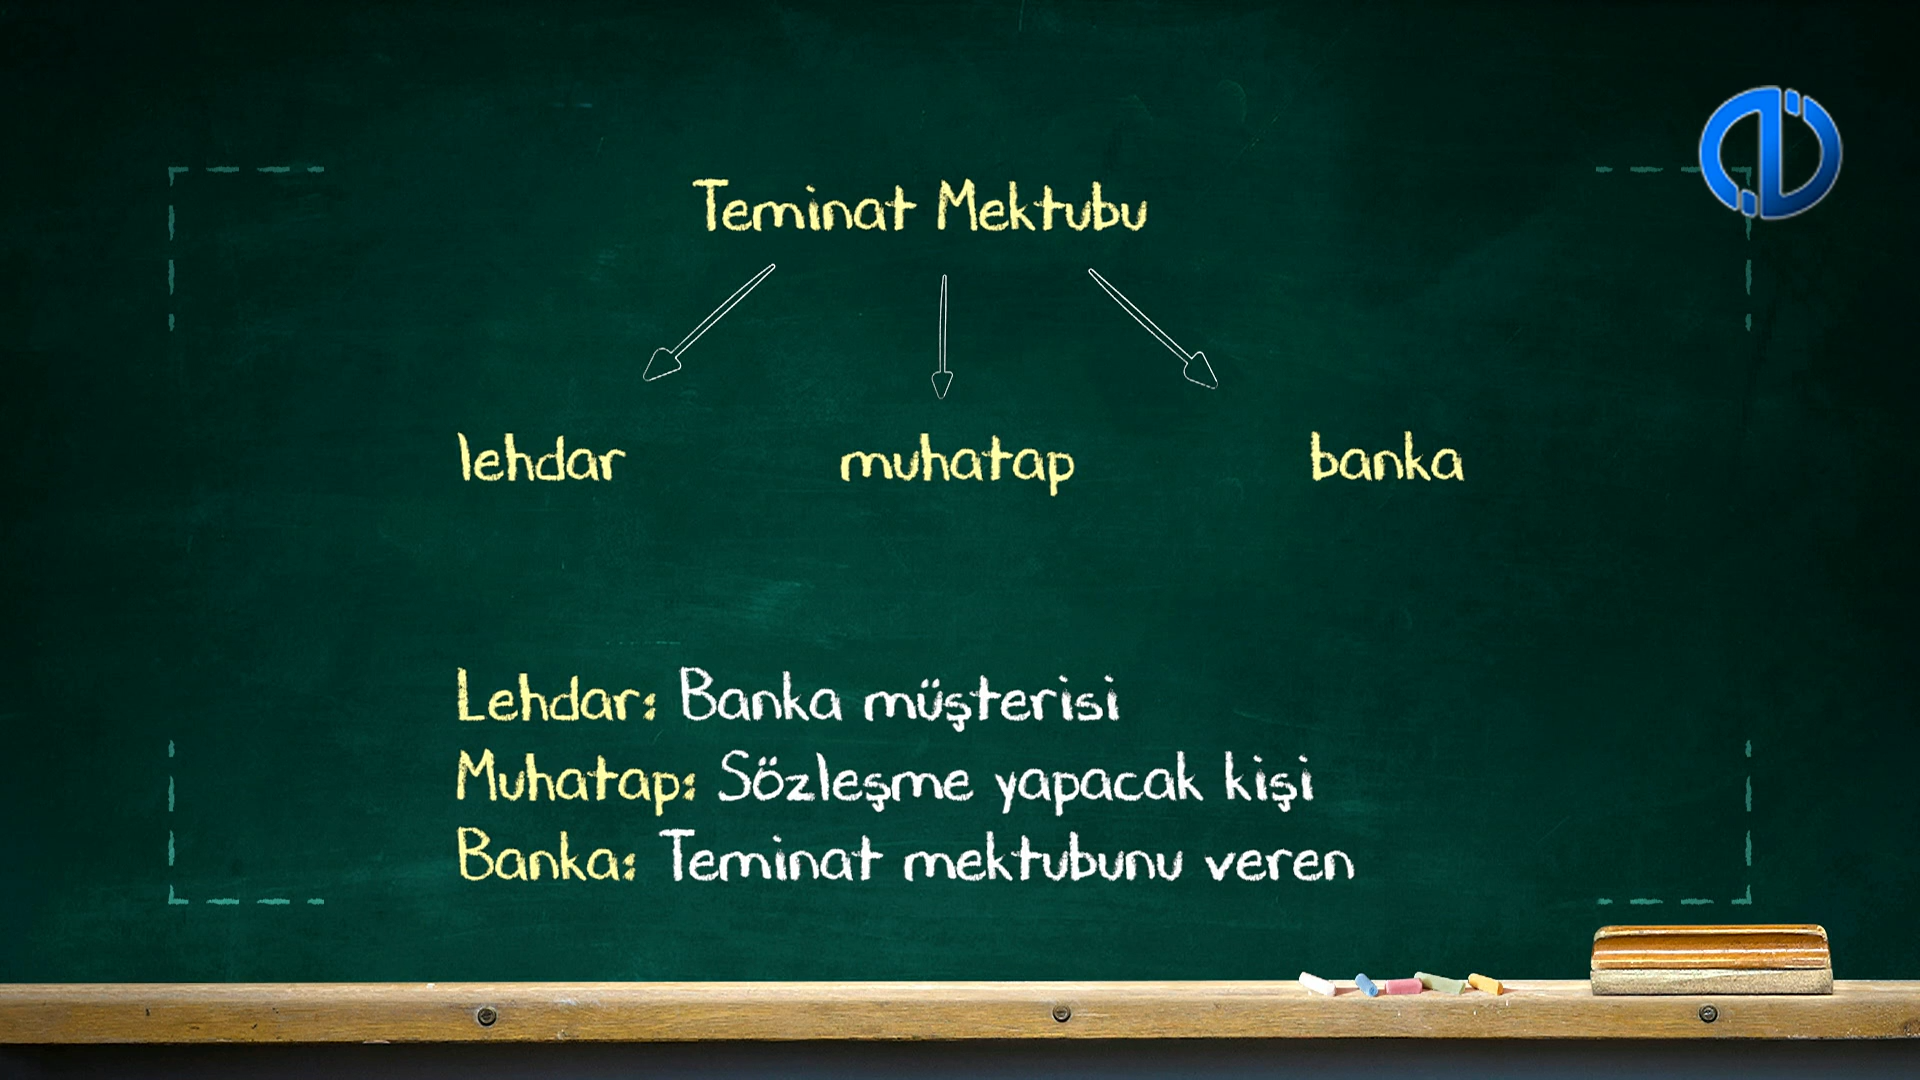 Teminat Mektubu
lehdar muhatap banka
Lehdar: Banka müşterisi
Muhatap: Sözleşme yapacak kişi
Banka: Teminat mektubunu veren